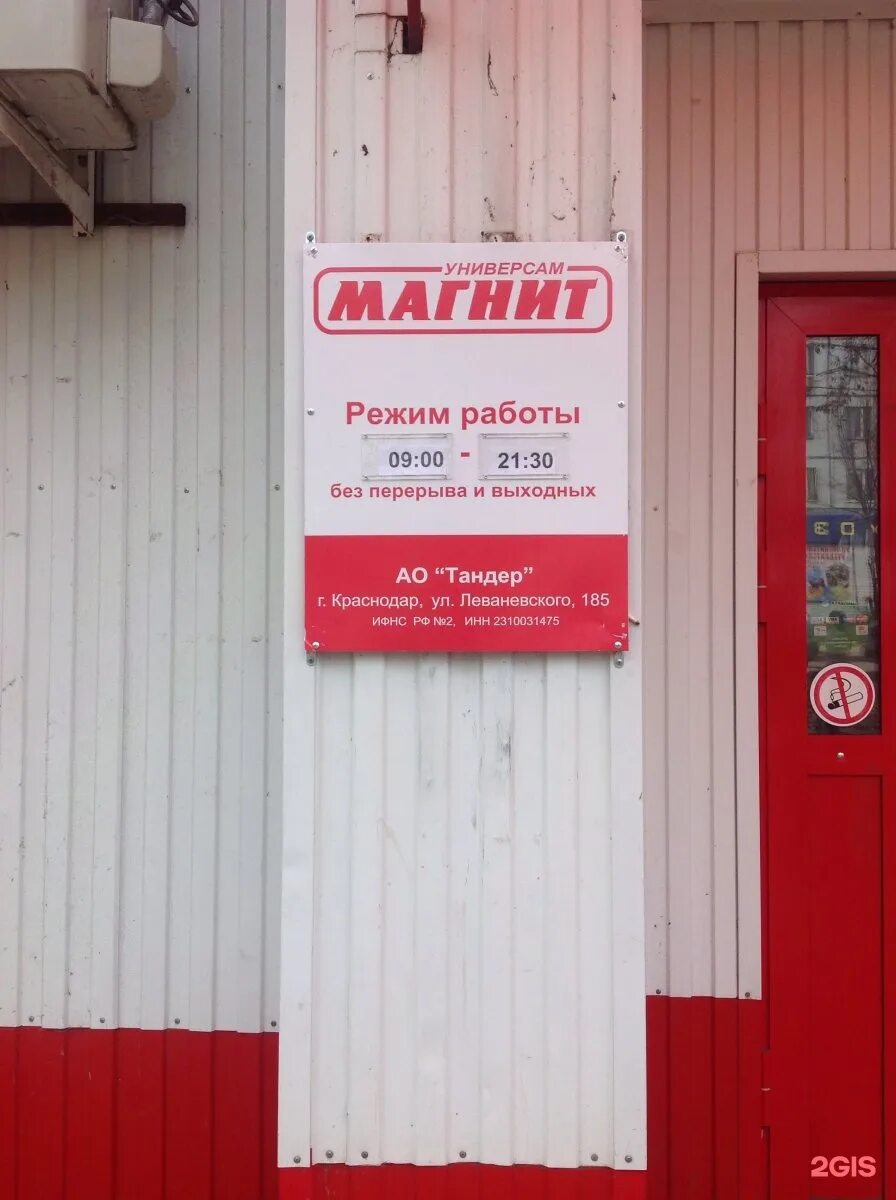 УНИВЕРСАМ
МАГНИТ
Режим работы
09:00 - 21:30
без перерыва и выходных
АО “Тандер”
г. Краснодар, ул. Леваневского, 185
ИФНС РФ №2, ИНН 2310031475
2GIS